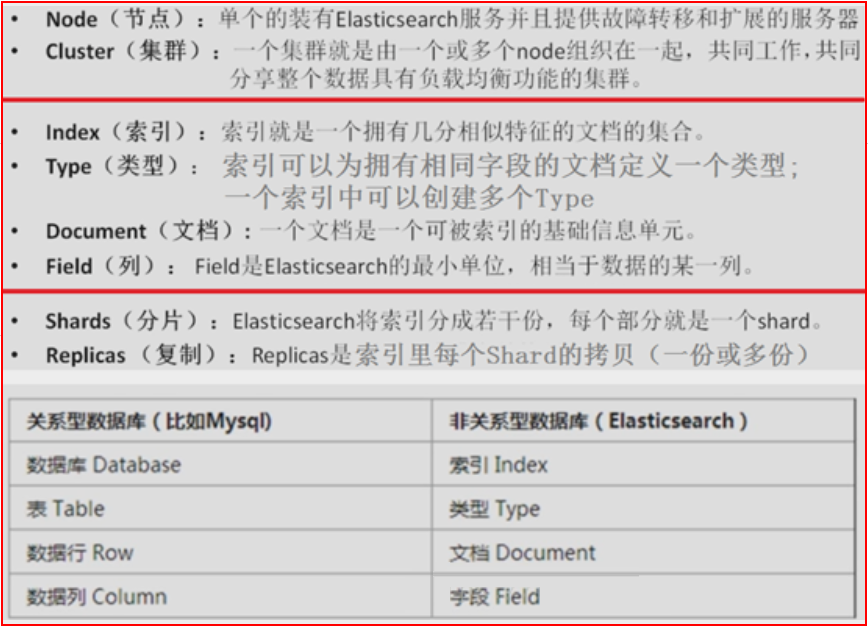 • Node（节点）：单个的装有Elasticsearch服务并且提供故障转移和扩展的服务器
• Cluster（集群）：一个集群就是由一个或多个node组织在一起，共同工作，共同
分享整个数据具有负载均衡功能的集群。
• Index（索引）：索引就是一个拥有几分相似特征的文档的集合。
• Type（类型）： 索引可以为拥有相同字段的文档定义一个类型;
一个索引中可以创建多个Type
• Document（文档）：一个文档是一个可被索引的基础信息单元。
• Field（列）： Field是Elasticsearch的最小单位，相当于数据的某一列。
• Shards（分片）：Elasticsearch将索引分成若干份，每个部分就是一个shard。
• Replicas （复制）：Replicas是索引里每个Shard的拷贝（一份或多份）
关系型数据库（比如Mysql) 非关系型数据库（Elasticsearch）
数据库 Database 索引 Index
表 Table 类型 Type
数据行 Row 文档 Document
数据列 Column 字段 Field